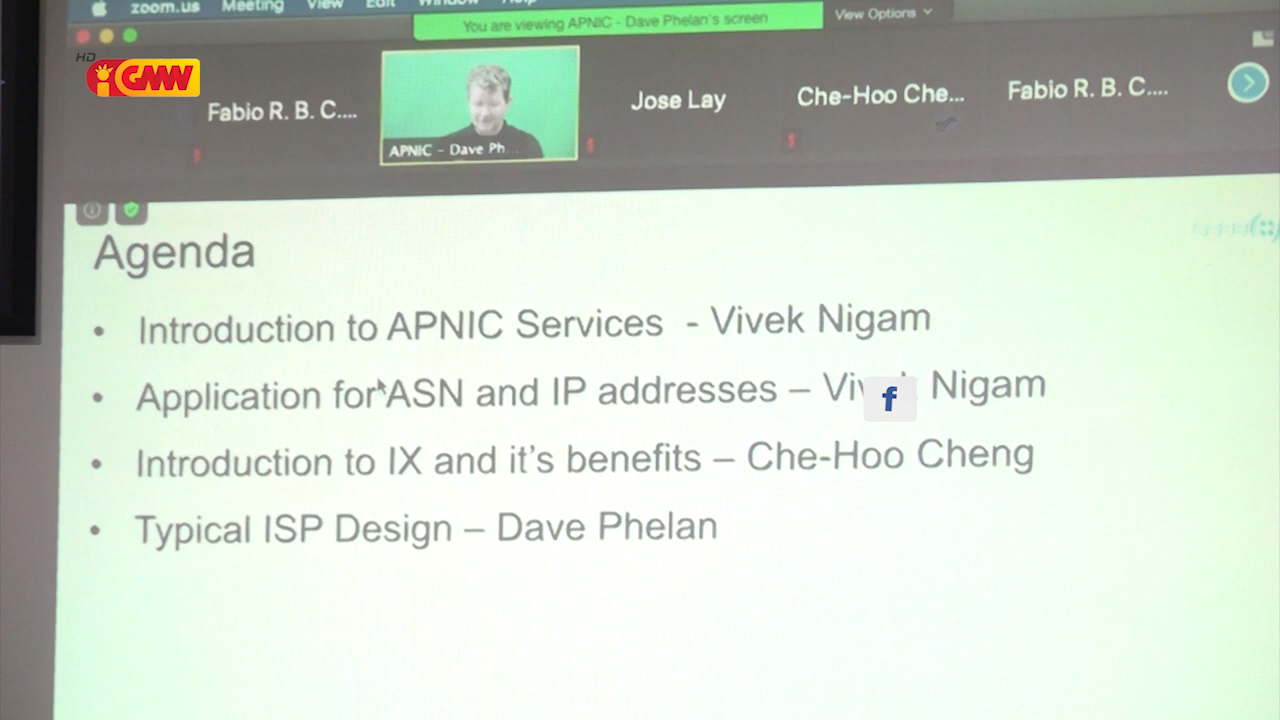 zoom.us Meeting View Edit Window Help
You are viewing APNIC - Dave Phelan's screen
View Options
HD
GMN
Fabio R. B. C....
APNIC - Dave Ph...
Jose Lay
Che-Hoo Che...
Fabio R. B. C....
Agenda
• Introduction to APNIC Services - Vivek Nigam
• Application for ASN and IP addresses – Vivek Nigam
f
• Introduction to IX and it's benefits – Che-Hoo Cheng
• Typical ISP Design – Dave Phelan